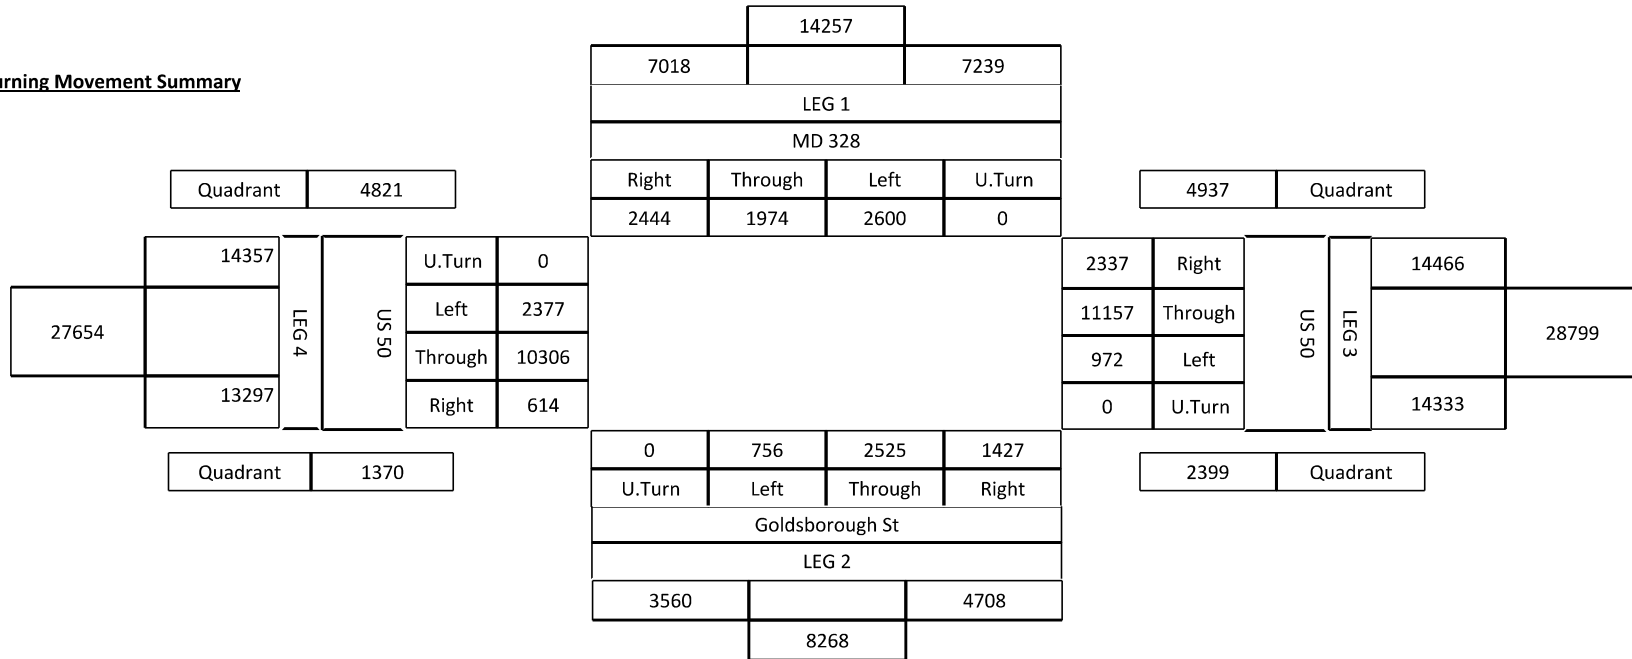 14257
7018 7239
urning Movement Summary
LEG 1
MD 328
Quadrant 4821
Right Through Left U.Turn
4937 Quadrant
2444 1974 2600 0
14357
U.Turn 0
2337 Right
14466
27654
LEG 4
US 50
Left 2377
11157 Through
US 50
LEG 3
28799
Through 10306
972 Left
13297
Right 614
0 U.Turn
14333
0 756 2525 1427
Quadrant 1370
U.Turn Left Through Right
2399 Quadrant
Goldsborough St
LEG 2
3560 4708
8268